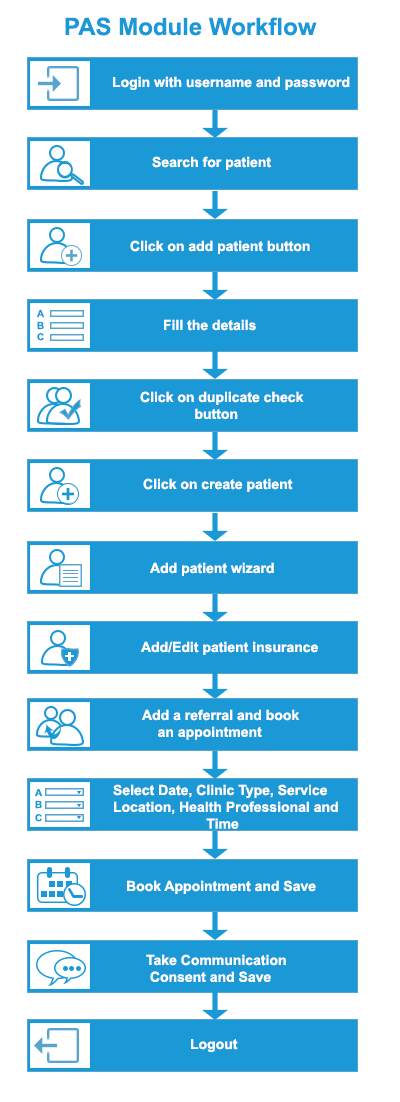 PAS Module Workflow
Login with username and password
Search for patient
Click on add patient button
A
B
C
Fill the details
Click on duplicate check
button
Click on create patient
Add patient wizard
Add/Edit patient insurance
Add a referral and book
an appointment
A
B
C
Select Date, Clinic Type, Service
Location, Health Professional and
Time
Book Appointment and Save
Take Communication
Consent and Save
Logout